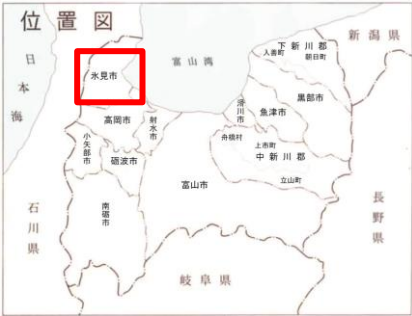 位置図
新潟県
日本海
富山湾
下新川郡
入善町
朝日町
氷見市
黒部市
滑川市
魚津市
高岡市
射水市
舟橋村
上市町
中新川郡
小矢部市
砺波市
立山町
富山市
南砺市
石川県
長野県
岐阜県